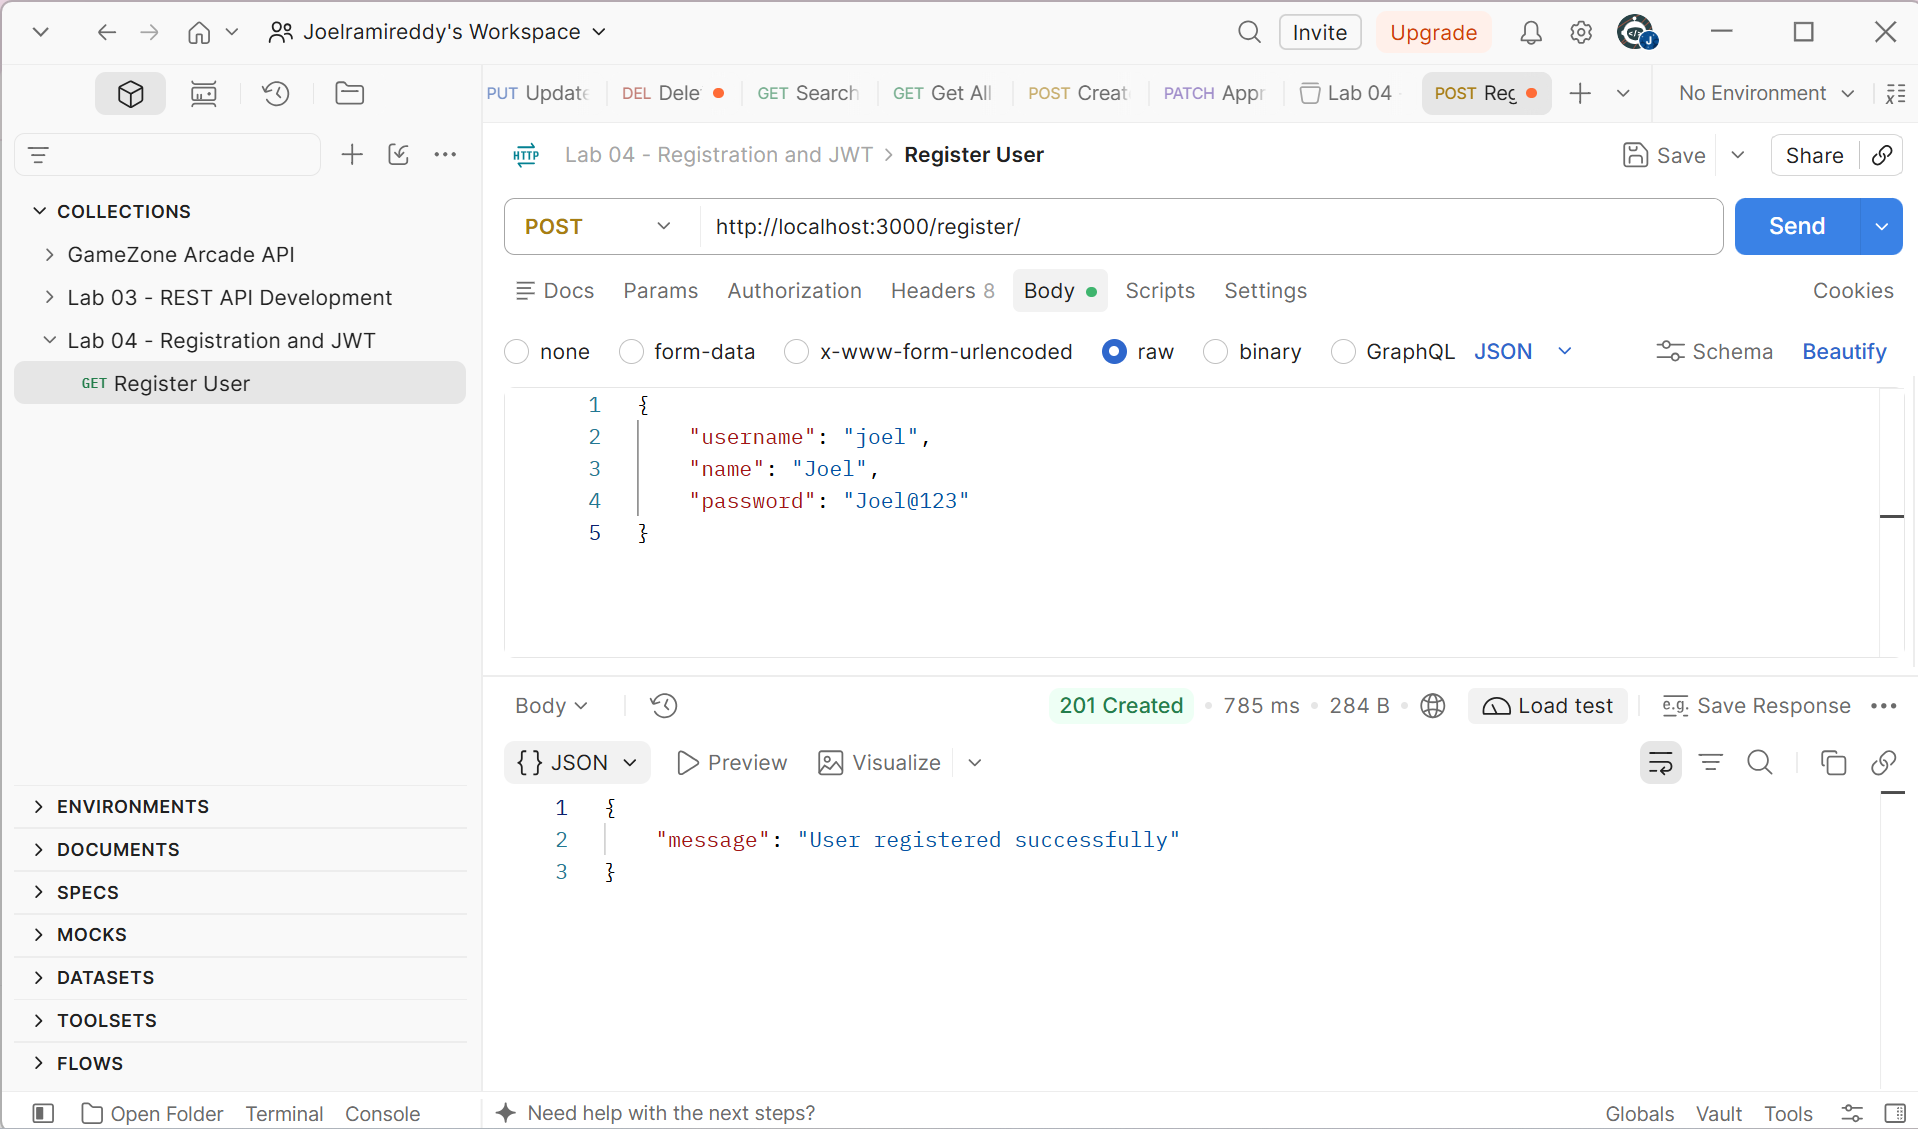 Joelramireddy's Workspace
Invite
Upgrade
J
PUT Update
DEL Dele
GET Search
GET Get All
POST Creat
PATCH Appr
Lab 04
POST Reg
No Environment
COLLECTIONS
GameZone Arcade API
Lab 03 - REST API Development
Lab 04 - Registration and JWT
GET Register User
ENVIRONMENTS
DOCUMENTS
SPECS
MOCKS
DATASETS
TOOLSETS
FLOWS
HTTP Lab 04 - Registration and JWT > Register User
Save
Share
POST
http://localhost:3000/register/
Send
Docs
Params
Authorization
Headers 8
Body
Scripts
Settings
Cookies
none
form-data
x-www-form-urlencoded
raw
binary
GraphQL
JSON
Schema
Beautify
1 {
2 "username": "joel",
3 "name": "Joel",
4 "password": "Joel@123"
5 }
Body
201 Created • 785 ms • 284 B •
Load test
e.g. Save Response
{} JSON
Preview
Visualize
1 {
2 "message": "User registered successfully"
3 }
Open Folder
Terminal
Console
Need help with the next steps?
Globals
Vault
Tools